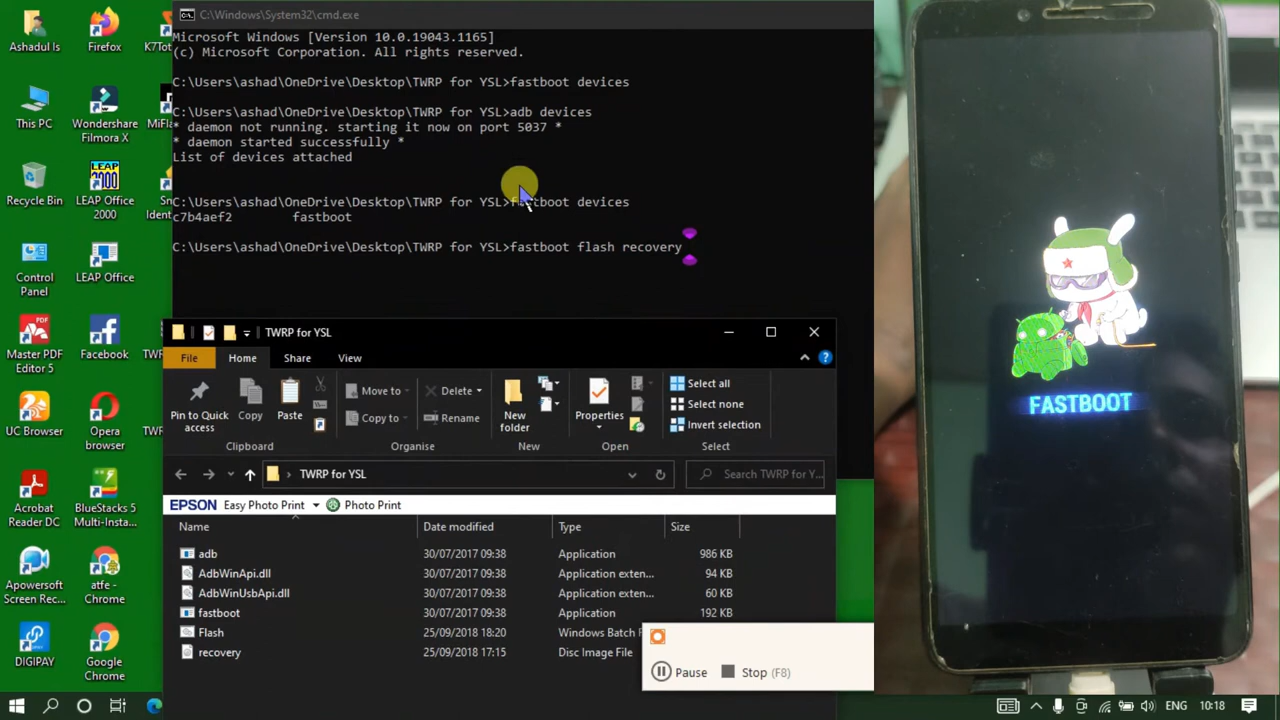 Ashadul Is
Firefox
K7Tot
This PC
Wondershare
Filmora X
MiFla
Recycle Bin
LEAP
Office
2000
LEAP Office
2000
Sn
Ident
Control
Panel
LEAP Office
Master PDF
Editor 5
Facebook
TWR
UC Browser
Opera
browser
TWR
Acrobat
Reader DC
BlueStacks 5
Multi-Insta...
Apowersoft
Screen Rec...
atfe -
Chrome
DIGIPAY
Google
Chrome
C:\Windows\System32\cmd.exe
Microsoft Windows [Version 10.0.19043.1165]
(c) Microsoft Corporation. All rights reserved.
C:\Users\ashad\OneDrive\Desktop\TWRP for YSL>fastboot devices
C:\Users\ashad\OneDrive\Desktop\TWRP for YSL>adb devices
* daemon not running. starting it now on port 5037 *
* daemon started successfully *
List of devices attached
C:\Users\ashad\OneDrive\Desktop\TWRP for YSL>fastboot devices
c7b4aef2 fastboot
C:\Users\ashad\OneDrive\Desktop\TWRP for YSL>fastboot flash recovery
TWRP for YSL
File Home Share View
Pin to Quick
access
Copy
Paste
Move to
Copy to
Delete
Rename
New
folder
Properties
Select all
Select none
Invert selection
Clipboard Organise New Open Select
TWRP for YSL
Search TWRP for Y...
EPSON Easy Photo Print Photo Print
Name Date modified Type Size
adb 30/07/2017 09:38 Application 986 KB
AdbWinApi.dll 30/07/2017 09:38 Application exten... 94 KB
AdbWinUsbApi.dll 30/07/2017 09:38 Application exten... 60 KB
fastboot 30/07/2017 09:38 Application 192 KB
Flash 25/09/2018 18:20 Windows Batch F
recovery 25/09/2018 17:15 Disc Image File
Pause Stop (F8)
FASTBOOT
ENG 10:18